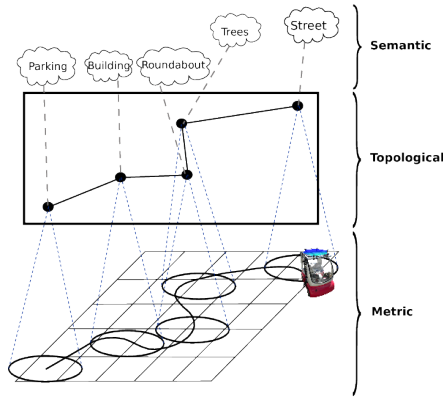 Trees
Street
Semantic
Parking
Building
Roundabout
Topological
Metric